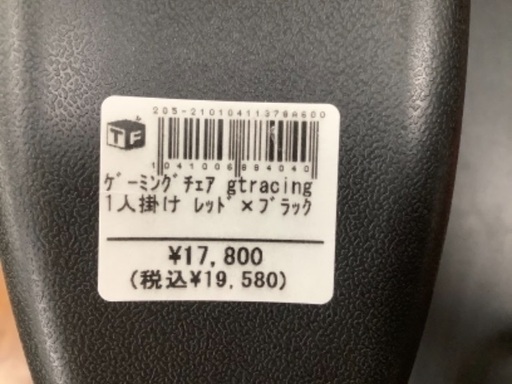 205-21010411378A600
TF
1041006884040
ｹﾞｰﾐﾝｸﾞﾁｪｱ gtracing
1人掛け ﾚｯﾄﾞ×ﾌﾞﾗｯｸ
¥17,800
(税込¥19,580)